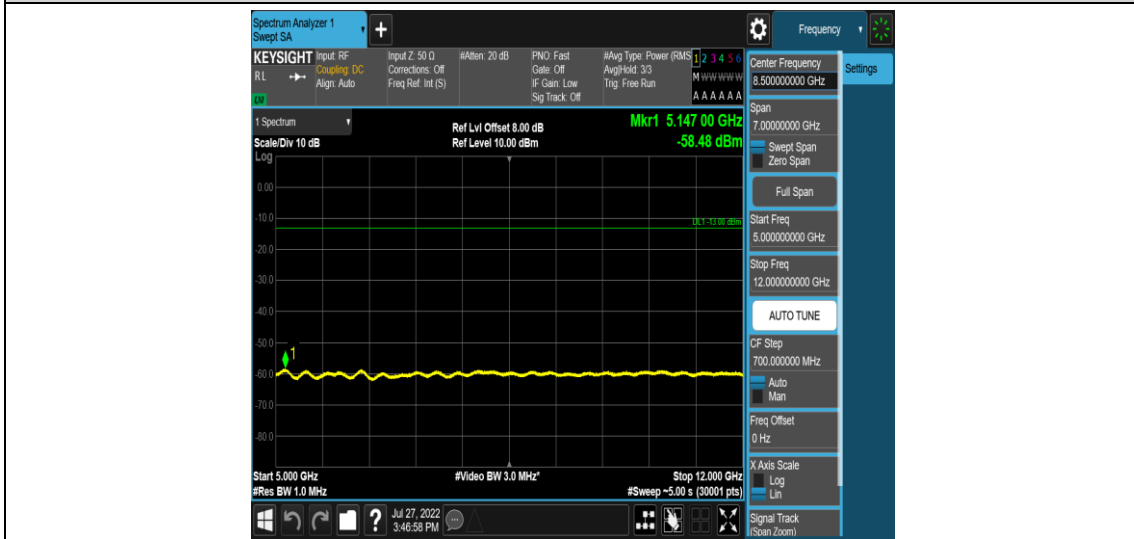 Spectrum Analyzer 1
Swept SA
+
Frequency
KEYSIGHT
RL
Input: RF
Coupling: DC
Align: Auto
Input Z: 50 Ω
Corrections: Off
Freq Ref: Int (S)
#Atten: 20 dB
PNO: Fast
Gate: Off
IF Gain: Low
Sig Track: Off
#Avg Type: Power (RMS
Avg|Hold: 3/3
Trig: Free Run
1 2 3 4 5 6
M W W W W W
A A A A A A
Center Frequency
8.500000000 GHz
Settings
Span
7.00000000 GHz
Swept Span
Zero Span
Full Span
Start Freq
5.000000000 GHz
Stop Freq
12.000000000 GHz
AUTO TUNE
CF Step
700.000000 MHz
Auto
Man
Freq Offset
0 Hz
X Axis Scale
Log
Lin
Signal Track
(Span Zoom)
1 Spectrum
Scale/Div 10 dB
Log
Ref Lvl Offset 8.00 dB
Ref Level 10.00 dBm
Mkr1 5.147 00 GHz
-58.48 dBm
0.00
-10.0
DL1 -13.00 dBm
-20.0
-30.0
-40.0
-50.0
1
-60.0
-70.0
-80.0
Start 5.000 GHz
#Video BW 3.0 MHz*
Stop 12.000 GHz
#Res BW 1.0 MHz
#Sweep ~5.00 s (30001 pts)
?
Jul 27, 2022
3:46:58 PM